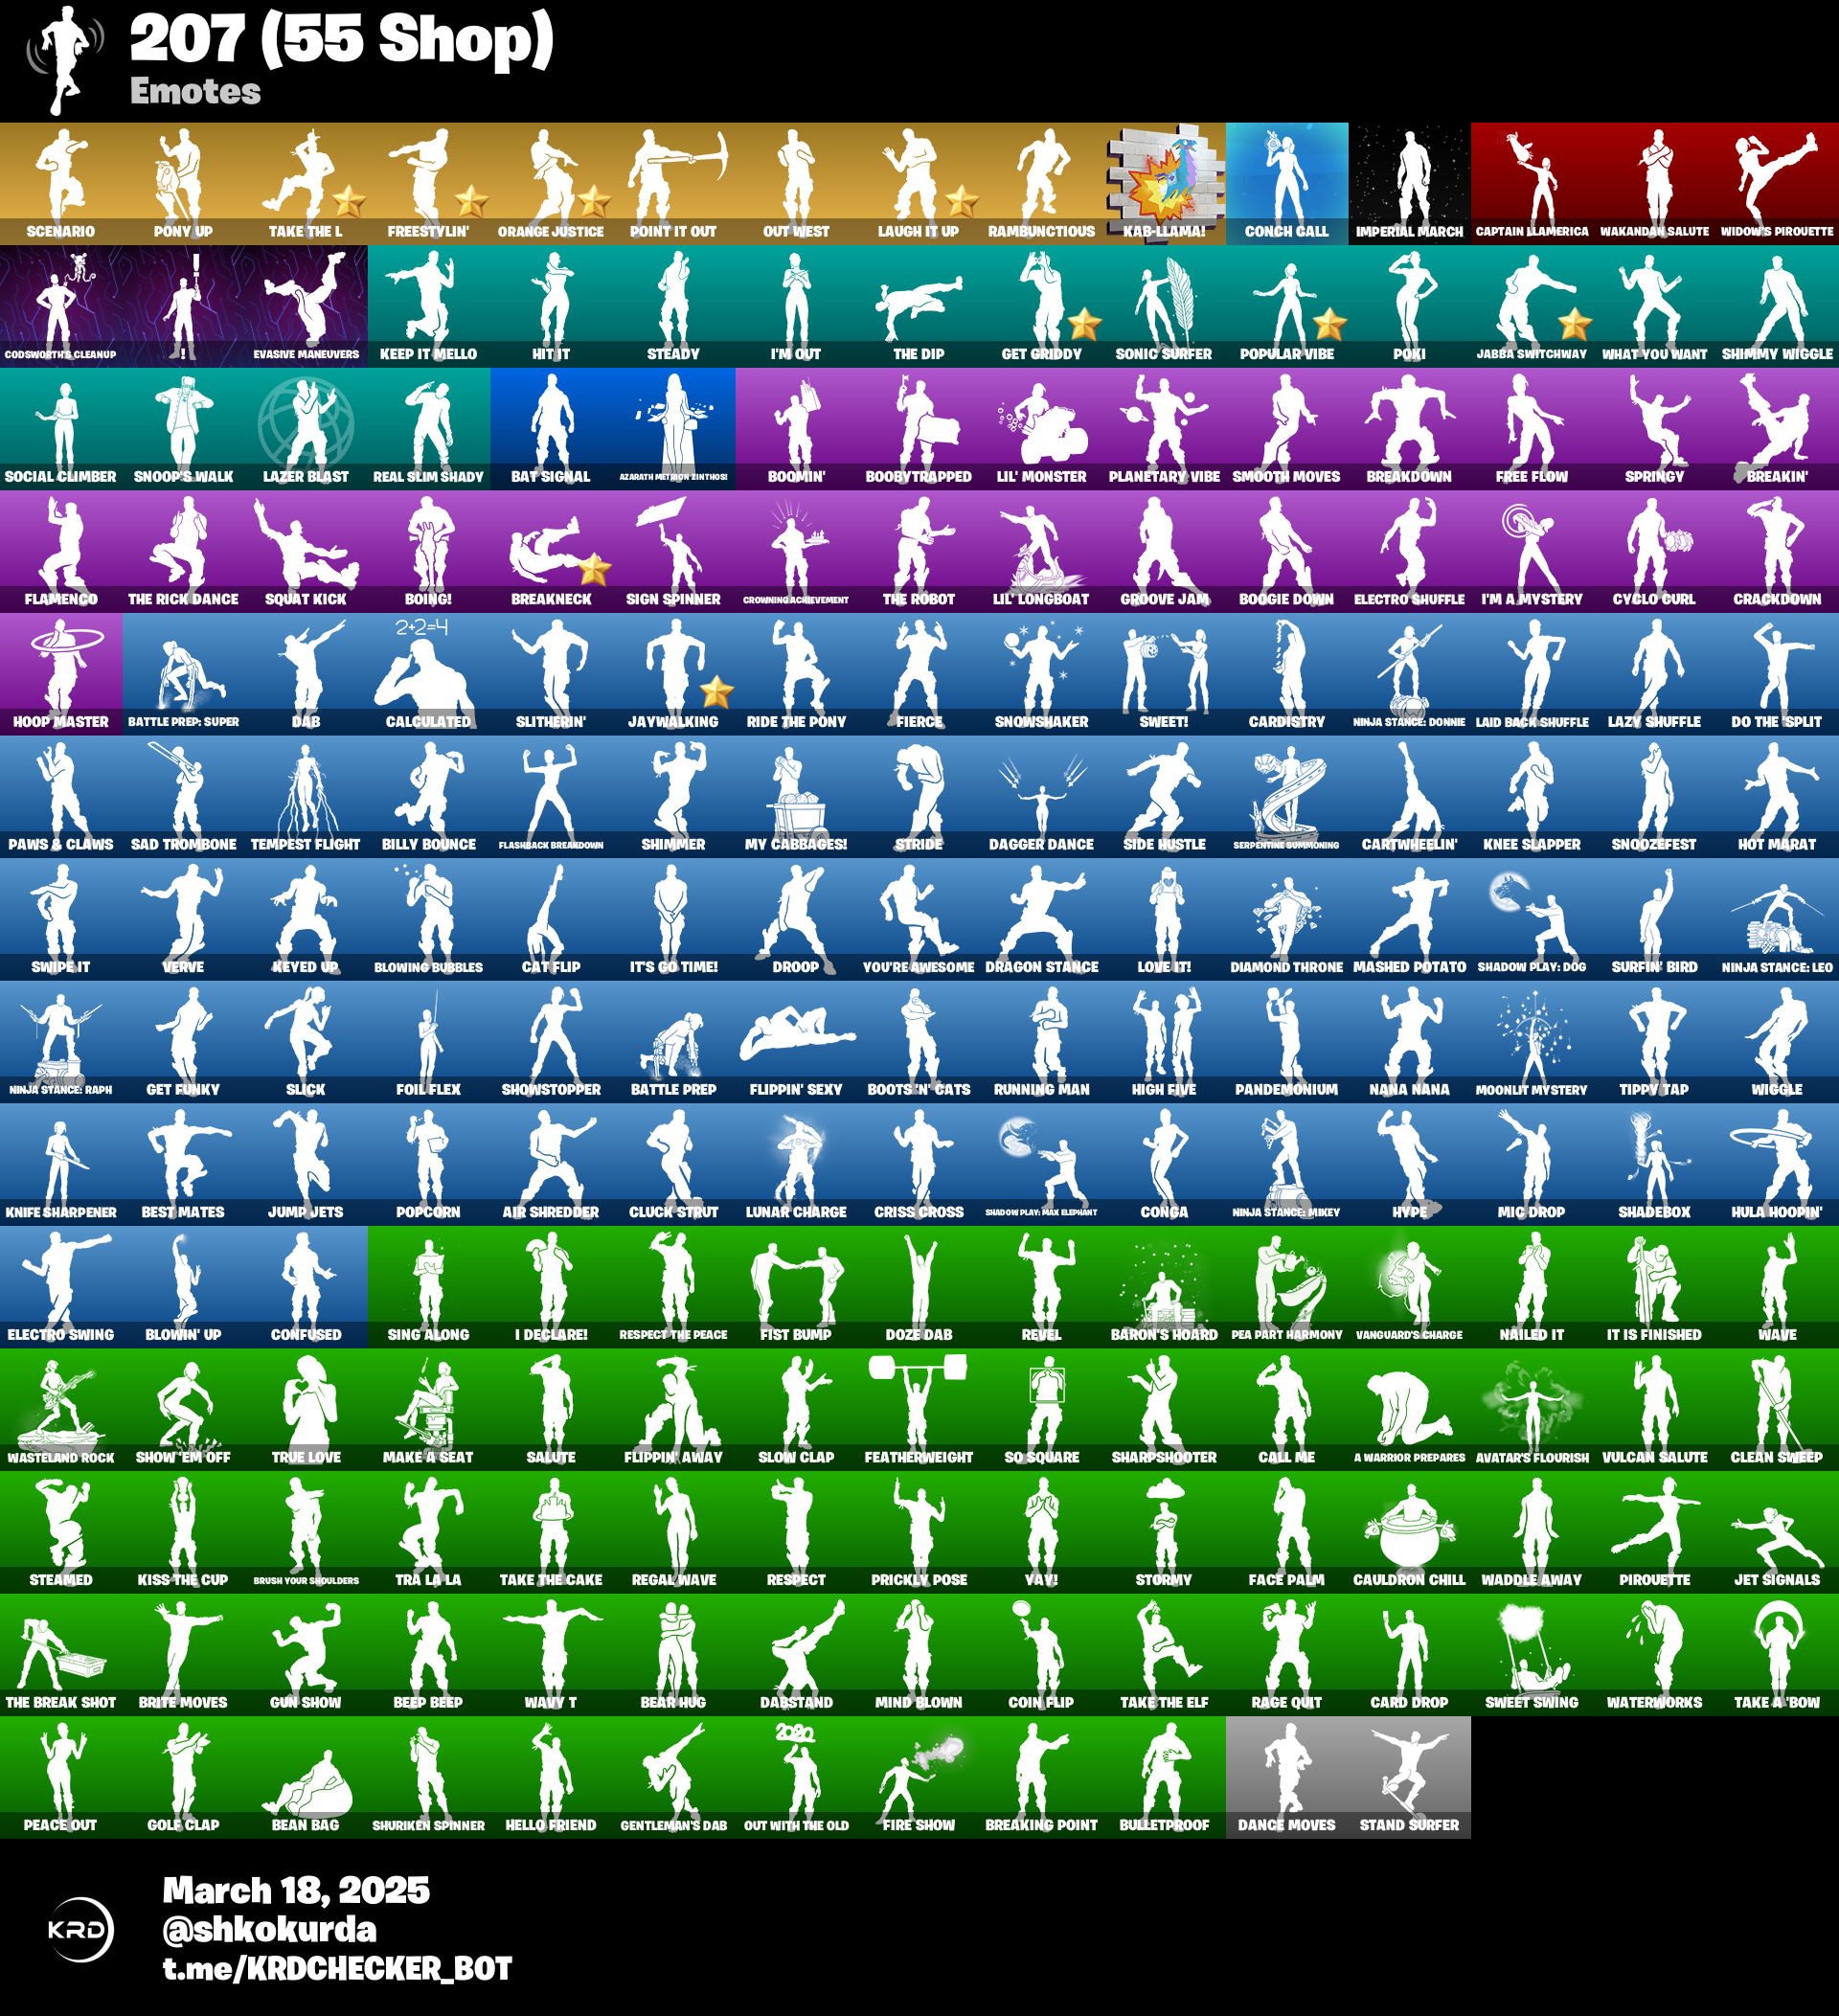 207 (55 Shop)
Emotes
SCENARIO PONY UP TAKE THE L FREESTYLIN' ORANGE JUSTICE POINT IT OUT OUT WEST LAUGH IT UP RAMBUNCTIOUS KAB-LLAMA! CONCH CALL IMPERIAL MARCH CAPTAIN LLAMERICA WAKANDAN SALUTE WIDOW'S PIROUETTE
CODSWORTH'S CLEANUP ! EVASIVE MANEUVERS KEEP IT MELLO HIT IT STEADY I'M OUT THE DIP GET GRIDDY SONIC SURFER POPULAR VIBE POKI JABBA SWITCHWAY WHAT YOU WANT SHIMMY WIGGLE
SOCIAL CLIMBER SNOOP'S WALK LAZER BLAST REAL SLIM SHADY BAT SIGNAL AZARATH METRION ZINTHOS! BOOMIN' BOOBYTRAPPED LIL' MONSTER PLANETARY VIBE SMOOTH MOVES BREAKDOWN FREE FLOW SPRINGY BREAKIN'
FLAMENCO THE RICK DANCE SQUAT KICK BOING! BREAKNECK SIGN SPINNER CROWNING ACHIEVEMENT THE ROBOT LIL' LONGBOAT GROOVE JAM BOOGIE DOWN ELECTRO SHUFFLE I'M A MYSTERY CYCLO CURL CRACKDOWN
2+2=4
HOOP MASTER BATTLE PREP: SUPER DAB CALCULATED SLITHERIN' JAYWALKING RIDE THE PONY FIERCE SNOWSHAKER SWEET! CARDISTRY NINJA STANCE: DONNIE LAID BACK SHUFFLE LAZY SHUFFLE DO THE 'SPLIT
PAWS & CLAWS SAD TROMBONE TEMPEST FLIGHT BILLY BOUNCE FLASHBACK BREAKDOWN SHIMMER MY CABBAGES! STRIDE DAGGER DANCE SIDE HUSTLE SERPENTINE SUMMONING CARTWHEELIN' KNEE SLAPPER SNOOZEFEST HOT MARAT
SWIPE IT VERVE KEYED UP BLOWING BUBBLES CAT FLIP IT'S GO TIME! DROOP YOU'RE AWESOME DRAGON STANCE LOVE IT! DIAMOND THRONE MASHED POTATO SHADOW PLAY: DOG SURFIN' BIRD NINJA STANCE: LEO
NINJA STANCE: RAPH GET FUNKY SLICK FOIL FLEX SHOWSTOPPER BATTLE PREP FLIPPIN' SEXY BOOTS 'N' CATS RUNNING MAN HIGH FIVE PANDEMONIUM NANA NANA MOONLIT MYSTERY TIPPY TAP WIGGLE
KNIFE SHARPENER BEST MATES JUMP JETS POPCORN AIR SHREDDER CLUCK STRUT LUNAR CHARGE CRISS CROSS SHADOW PLAY: MAX ELEPHANT CONGA NINJA STANCE: MIKEY HYPE MIC DROP SHADEBOX HULA HOOPIN'
ELECTRO SWING BLOWIN' UP CONFUSED SING ALONG I DECLARE! RESPECT THE PEACE FIST BUMP DOZE DAB REVEL BARON'S HOARD PEA PART HARMONY VANGUARD'S CHARGE NAILED IT IT IS FINISHED WAVE
WASTELAND ROCK SHOW 'EM OFF TRUE LOVE MAKE A SEAT SALUTE FLIPPIN' AWAY SLOW CLAP FEATHERWEIGHT SO SQUARE SHARPSHOOTER CALL ME A WARRIOR PREPARES AVATAR'S FLOURISH VULCAN SALUTE CLEAN SWEEP
STEAMED KISS THE CUP BRUSH YOUR SHOULDERS TRA LA LA TAKE THE CAKE REGAL WAVE RESPECT PRICKLY POSE YAY! STORMY FACE PALM CAULDRON CHILL WADDLE AWAY PIROUETTE JET SIGNALS
THE BREAK SHOT BRITE MOVES GUN SHOW BEEP BEEP WAVY T BEAR HUG DABSTAND MIND BLOWN COIN FLIP TAKE THE ELF RAGE QUIT CARD DROP SWEET SWING WATERWORKS TAKE A 'BOW
2020
PEACE OUT GOLF CLAP BEAN BAG SHURIKEN SPINNER HELLO FRIEND GENTLEMAN'S DAB OUT WITH THE OLD FIRE SHOW BREAKING POINT BULLETPROOF DANCE MOVES STAND SURFER
March 18, 2025
KRD
@shkokurda
t.me/KRDCHECKER_BOT